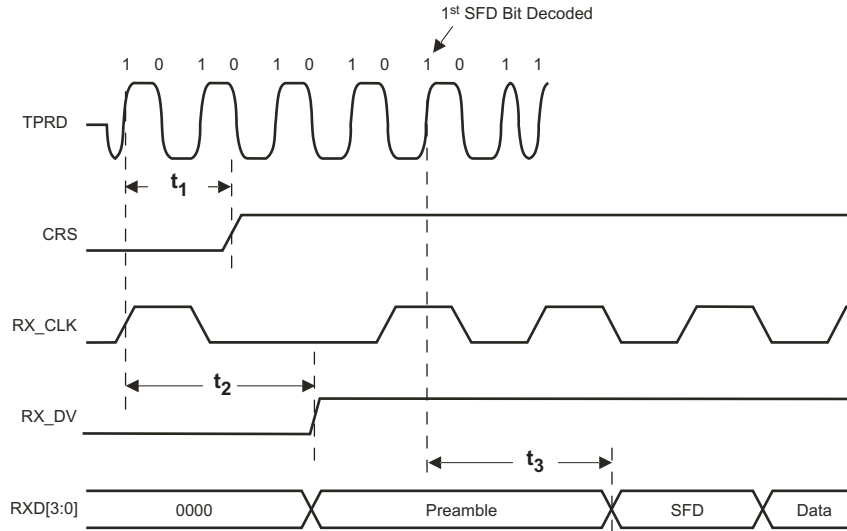 1st SFD Bit Decoded
1 0 1 0 1 0 1 0 1 0 1 1
TPRD
t1
CRS
RX_CLK
t2
RX_DV
t3
RXD[3:0] 0000 Preamble SFD Data